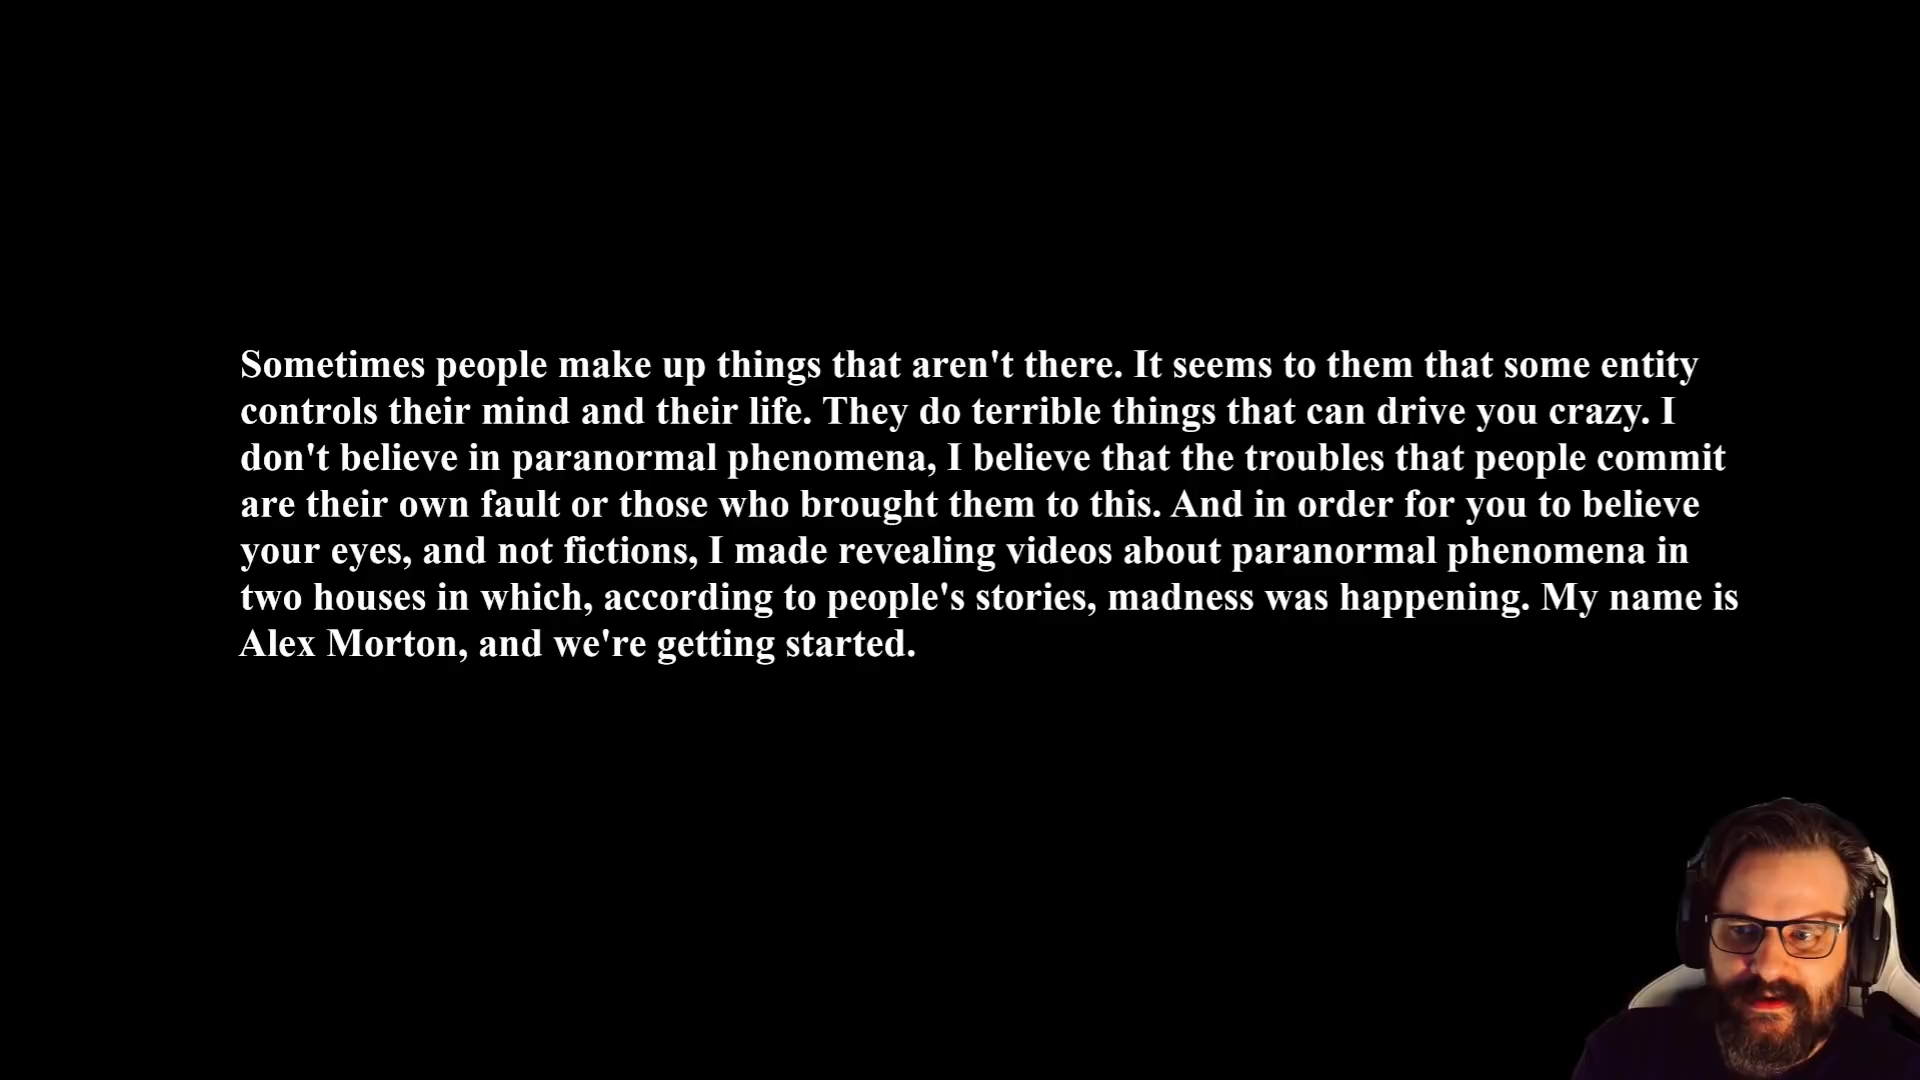 Sometimes people make up things that aren't there. It seems to them that some entity
controls their mind and their life. They do terrible things that can drive you crazy. I
don't believe in paranormal phenomena, I believe that the troubles that people commit
are their own fault or those who brought them to this. And in order for you to believe
your eyes, and not fictions, I made revealing videos about paranormal phenomena in
two houses in which, according to people's stories, madness was happening. My name is
Alex Morton, and we're getting started.